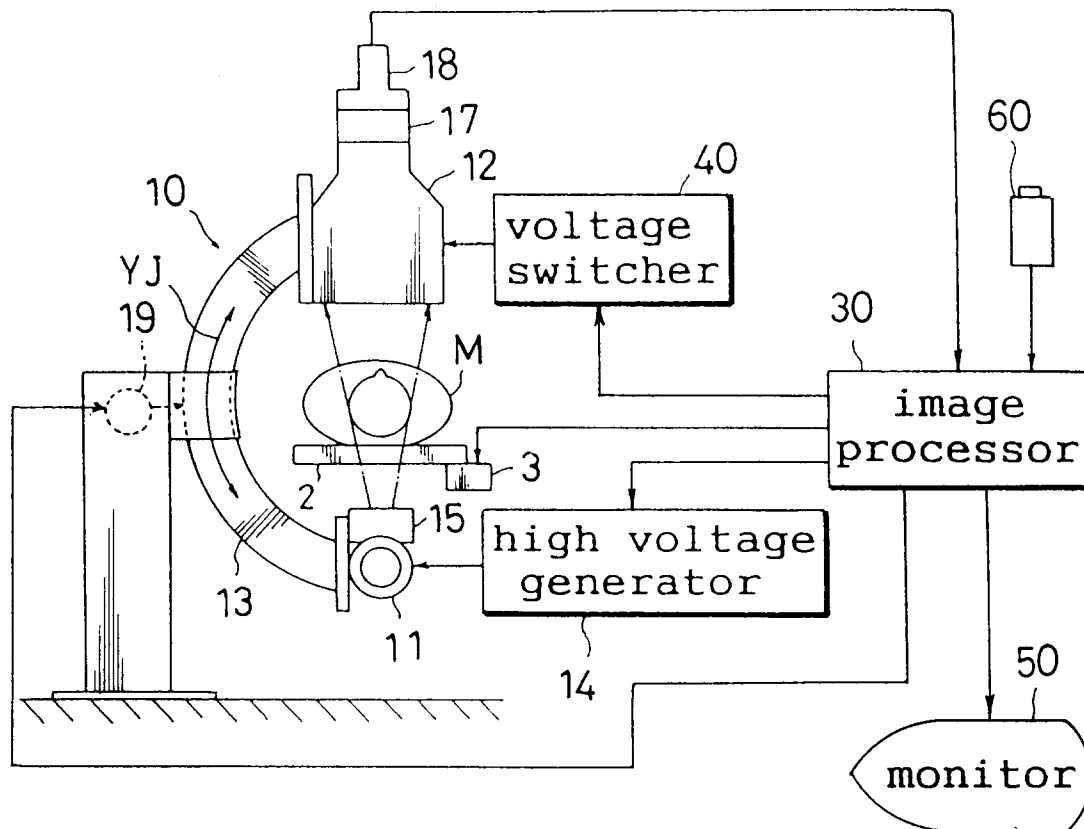 18
17
12
60
10
40
voltage
switcher
YJ
19
30
M
image
processor
2
3
15
high voltage
generator
13
11
14
50
monitor